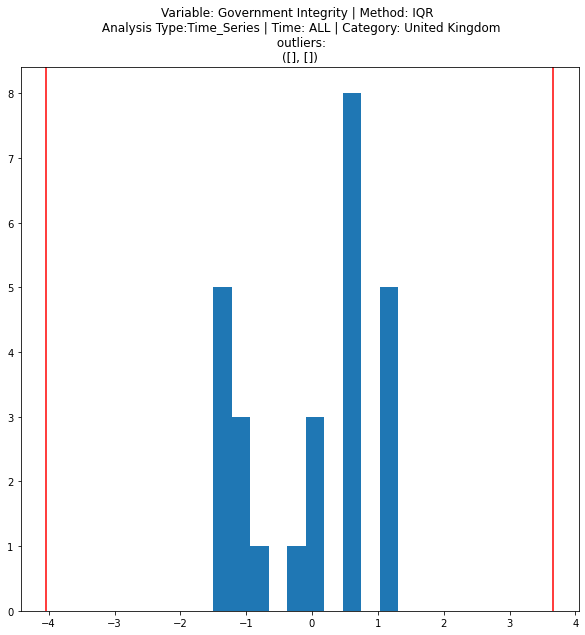 Variable: Government Integrity | Method: IQR
Analysis Type:Time_Series | Time: ALL | Category: United Kingdom
outliers:
([], [])
8
7
6
5
4
3
2
1
0
−4 −3 −2 −1 0 1 2 3 4